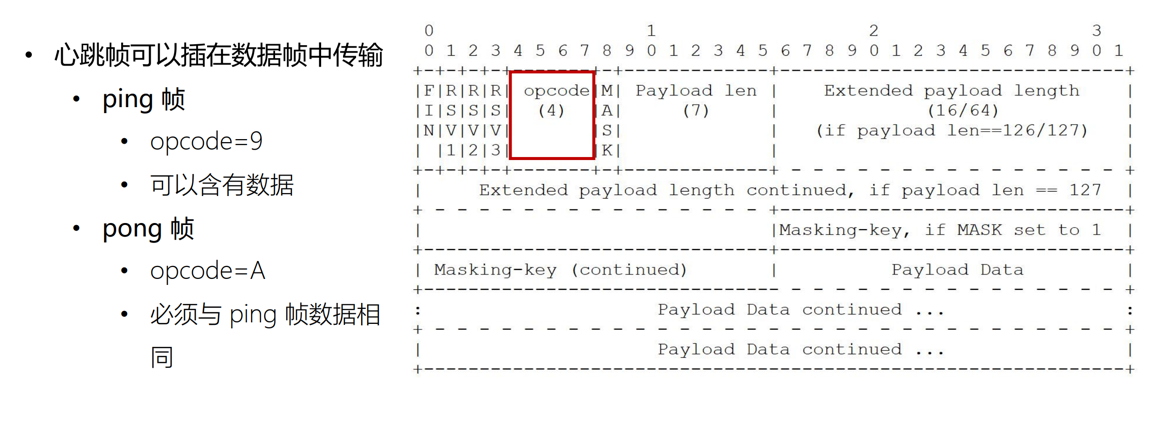 • 心跳帧可以插在数据帧中传输
• ping 帧
• opcode=9
• 可以含有数据
• pong 帧
• opcode=A
• 必须与 ping 帧数据相
同
 0                   1                   2                   3
 0 1 2 3 4 5 6 7 8 9 0 1 2 3 4 5 6 7 8 9 0 1 2 3 4 5 6 7 8 9 0 1
+-+-+-+-+-------+-+-------------+-------------------------------+
|F|R|R|R| opcode|M| Payload len |    Extended payload length    |
|I|S|S|S|  (4)  |A|     (7)     |             (16/64)           |
|N|V|V|V|       |S|             |   (if payload len==126/127)   |
| |1|2|3|       |K|             |                               |
+-+-+-+-+-------+-+-------------+ - - - - - - - - - - - - - - - +
|     Extended payload length continued, if payload len == 127  |
+ - - - - - - - - - - - - - - - +-------------------------------+
|                               |Masking-key, if MASK set to 1  |
+-------------------------------+-------------------------------+
| Masking-key (continued)       |          Payload Data         |
+-------------------------------- - - - - - - - - - - - - - - - +
:                     Payload Data continued ...                :
+ - - - - - - - - - - - - - - - - - - - - - - - - - - - - - - - +
|                     Payload Data continued ...                |
+---------------------------------------------------------------+